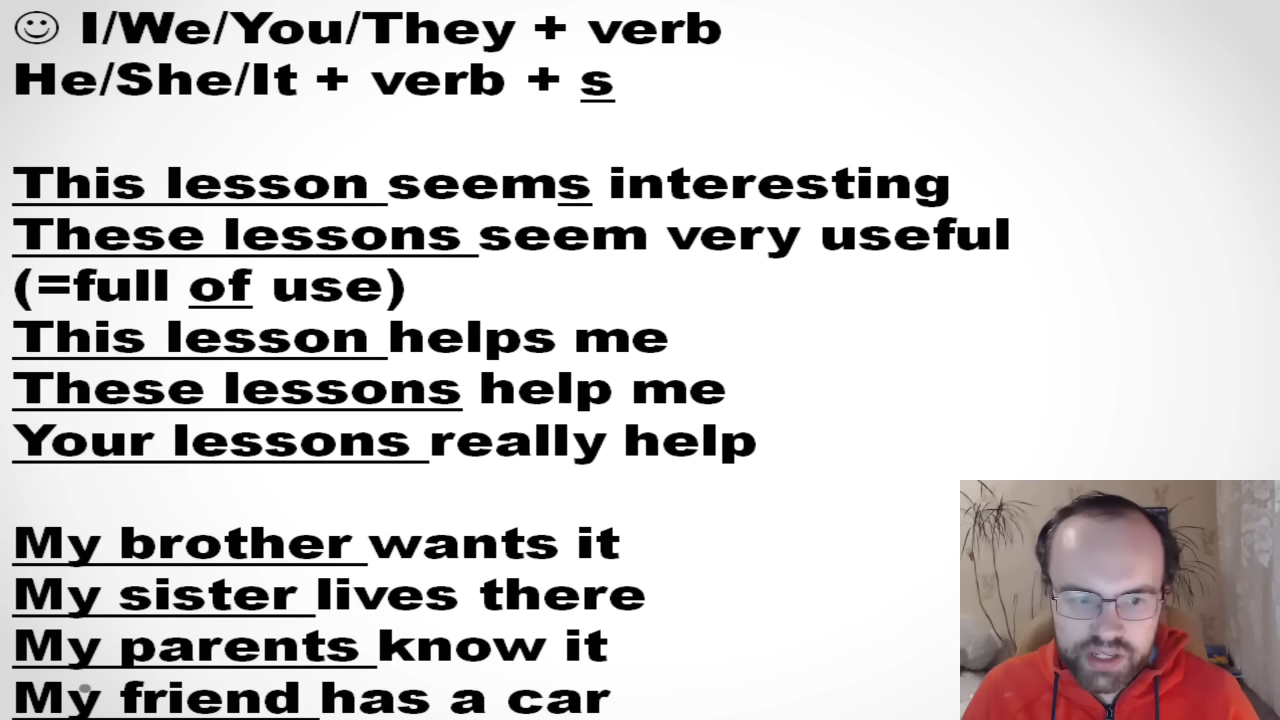 ☺ I/We/You/They + verb
He/She/It + verb + s
This lesson seems interesting
These lessons seem very useful
(=full of use)
This lesson helps me
These lessons help me
Your lessons really help
My brother wants it
My sister lives there
My parents know it
My friend has a car